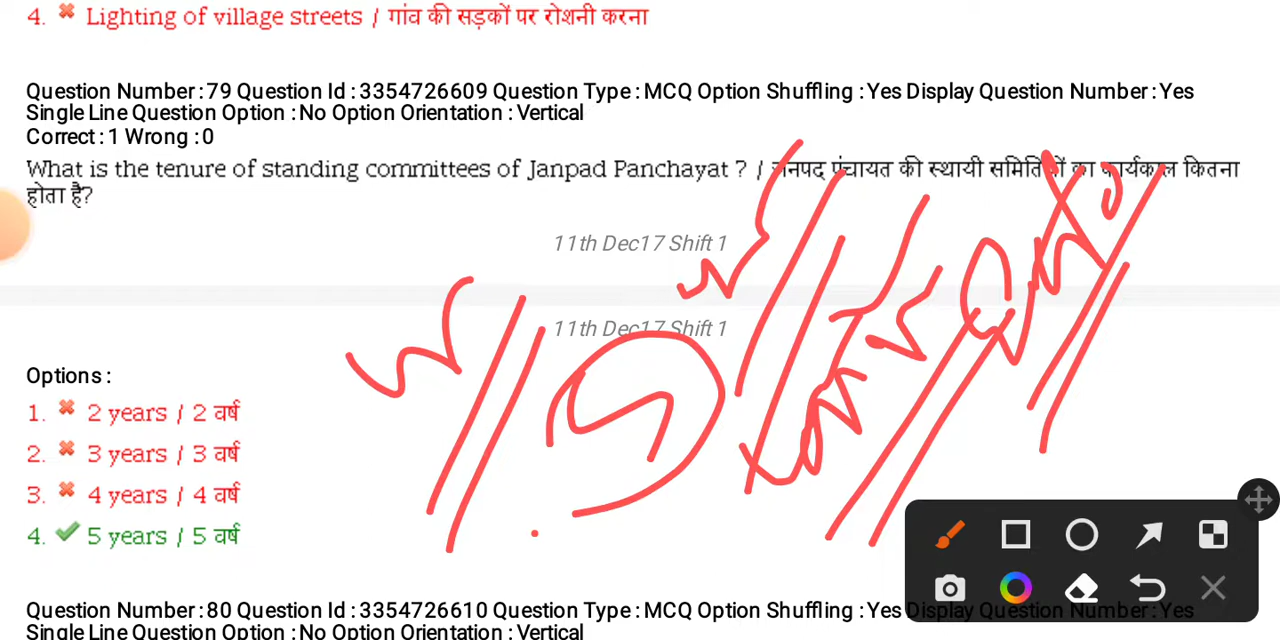 4. Lighting of village streets / गांव की सड़कों पर रोशनी करना
Question Number : 79 Question Id : 3354726609 Question Type : MCQ Option Shuffling : Yes Display Question Number : Yes
Single Line Question Option : No Option Orientation : Vertical
Correct : 1 Wrong : 0
What is the tenure of standing committees of Janpad Panchayat ? / जनपद पंचायत की स्थायी समितियों का कार्यकाल कितना
होता है?
11th Dec17 Shift 1
11th Dec17 Shift 1
Options :
1. 2 years / 2 वर्ष
2. 3 years / 3 वर्ष
3. 4 years / 4 वर्ष
4. 5 years / 5 वर्ष
Question Number : 80 Question Id : 3354726610 Question Type : MCQ Option Shuffling : Yes Display Question Number : Yes
Single Line Question Option : No Option Orientation : Vertical